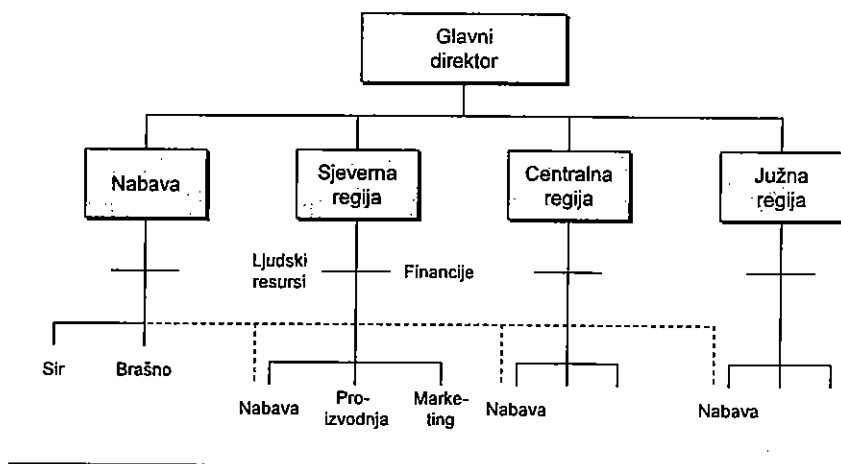 Glavni
direktor
Nabava
Sjeverna
regija
Centralna
regija
Južna
regija
Ljudski
resursi
Financije
Sir
Brašno
Nabava
Pro-
izvodnja
Marke-
ting
Nabava
Nabava